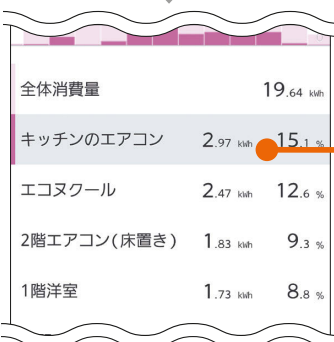 全体消費量 19.64 kWh
キッチンのエアコン 2.97 kWh 15.1 %
エコヌクール 2.47 kWh 12.6 %
2階エアコン(床置き) 1.83 kWh 9.3 %
1階洋室 1.73 kWh 8.8 %